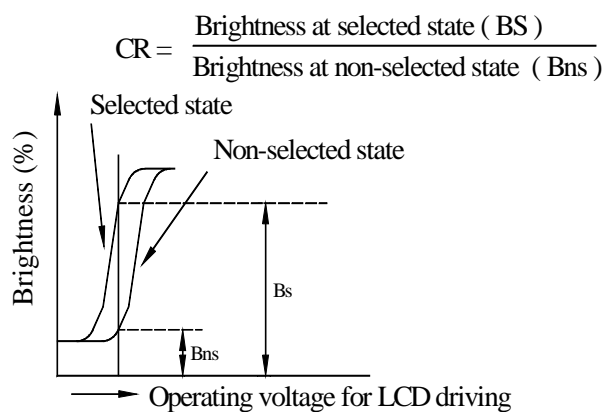 CR = Brightness at selected state ( BS )
Brightness at non-selected state ( Bns )
Selected state
Non-selected state
Brightness (%)
Bs
Bns
Operating voltage for LCD driving